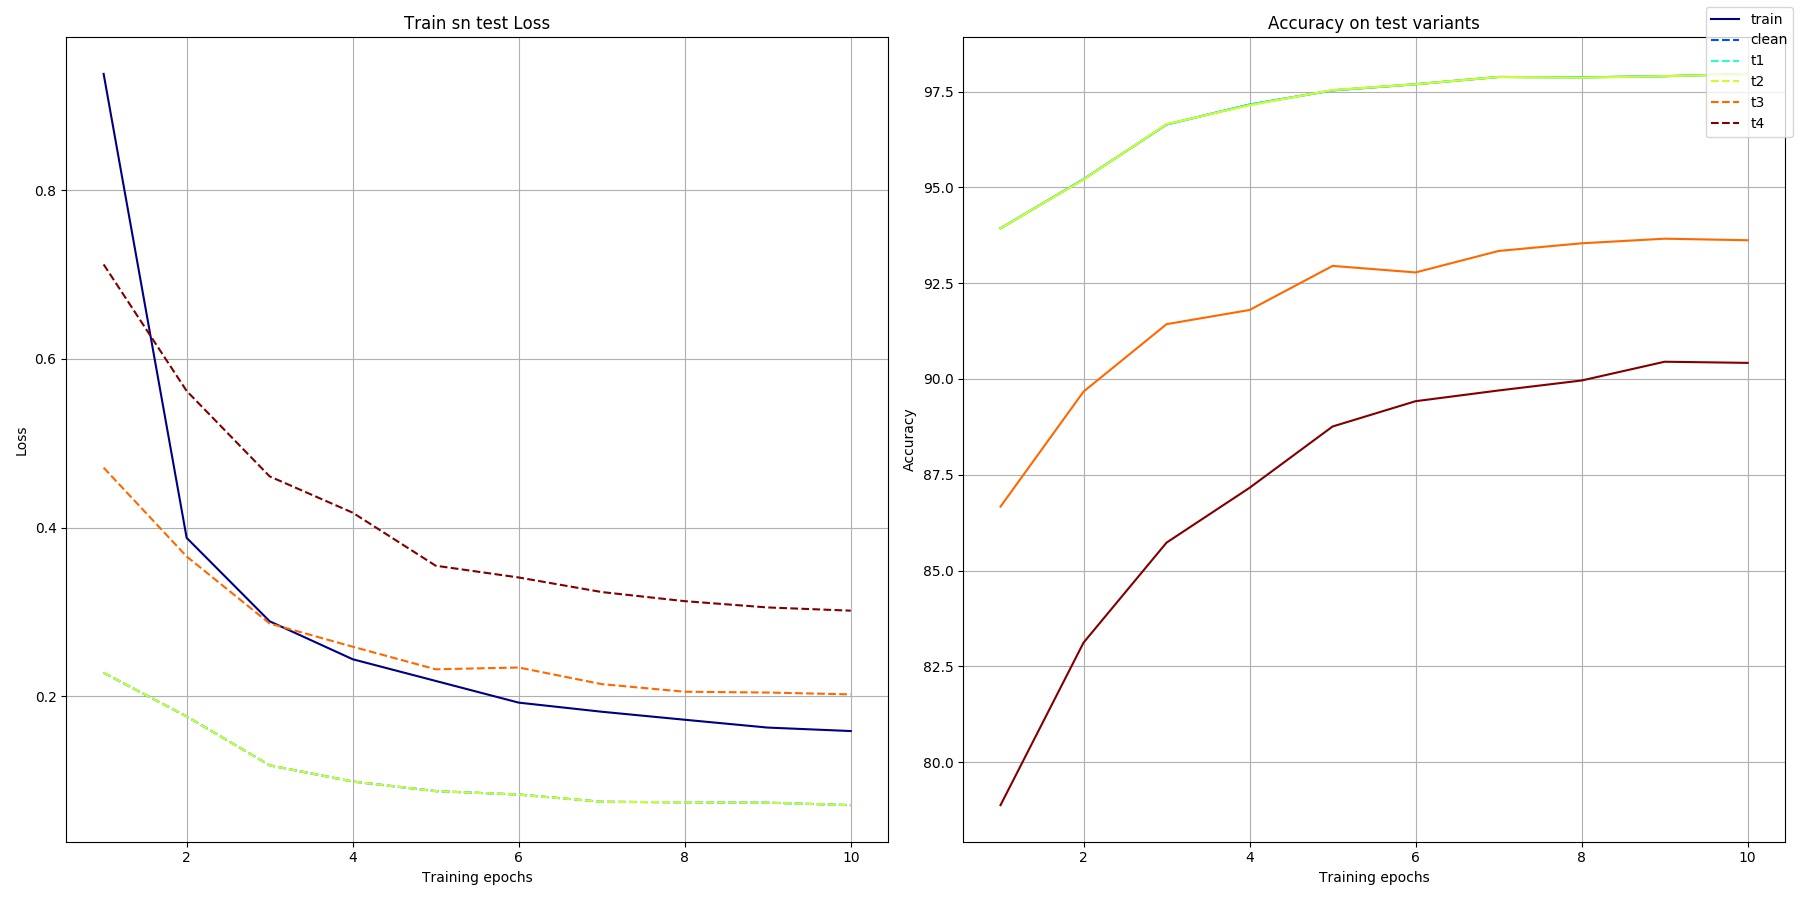 Train sn test Loss
Loss
0.8
0.6
0.4
0.2
2
4
6
8
10
Training epochs
Accuracy on test variants
Accuracy
97.5
95.0
92.5
90.0
87.5
85.0
82.5
80.0
2
4
6
8
10
Training epochs
train
clean
t1
t2
t3
t4